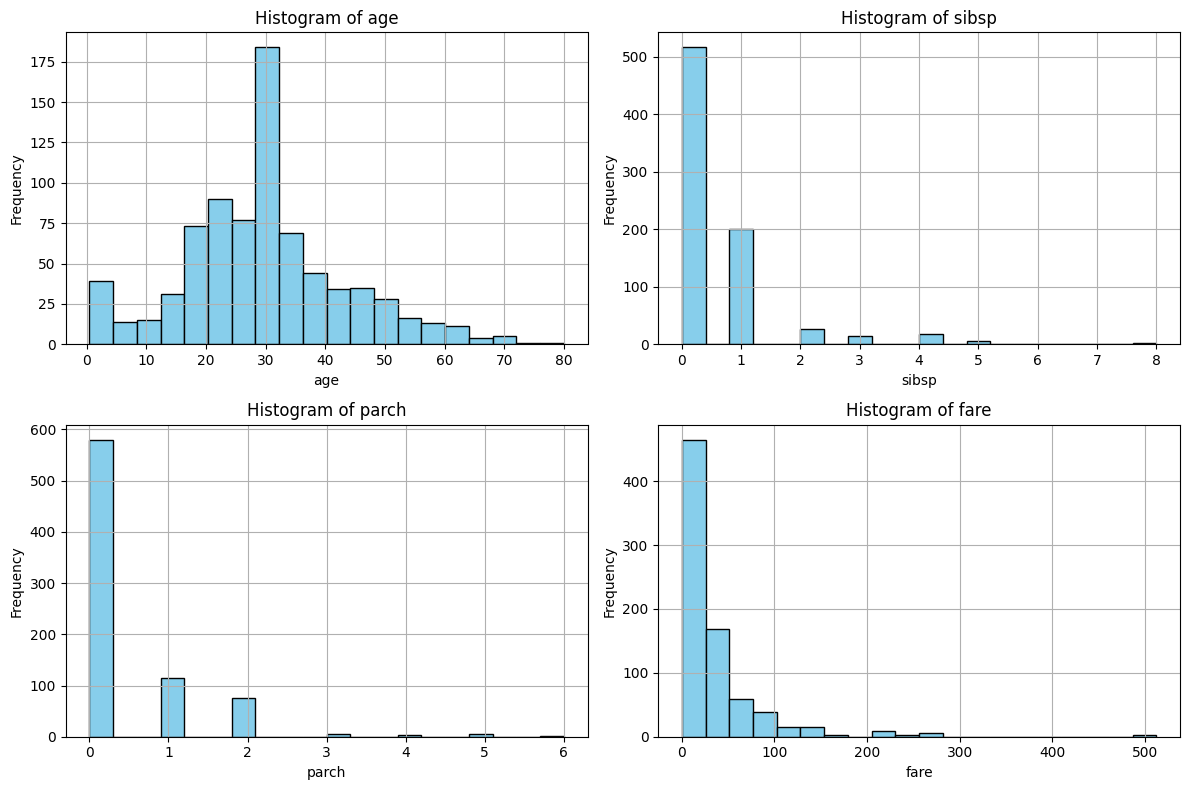 Histogram of age
175
150
125
100
75
50
25
0
Frequency
0 10 20 30 40 50 60 70 80
age
Histogram of sibsp
500
400
300
200
100
0
Frequency
0 1 2 3 4 5 6 7 8
sibsp
Histogram of parch
600
500
400
300
200
100
0
Frequency
0 1 2 3 4 5 6
parch
Histogram of fare
400
300
200
100
0
Frequency
0 100 200 300 400 500
fare